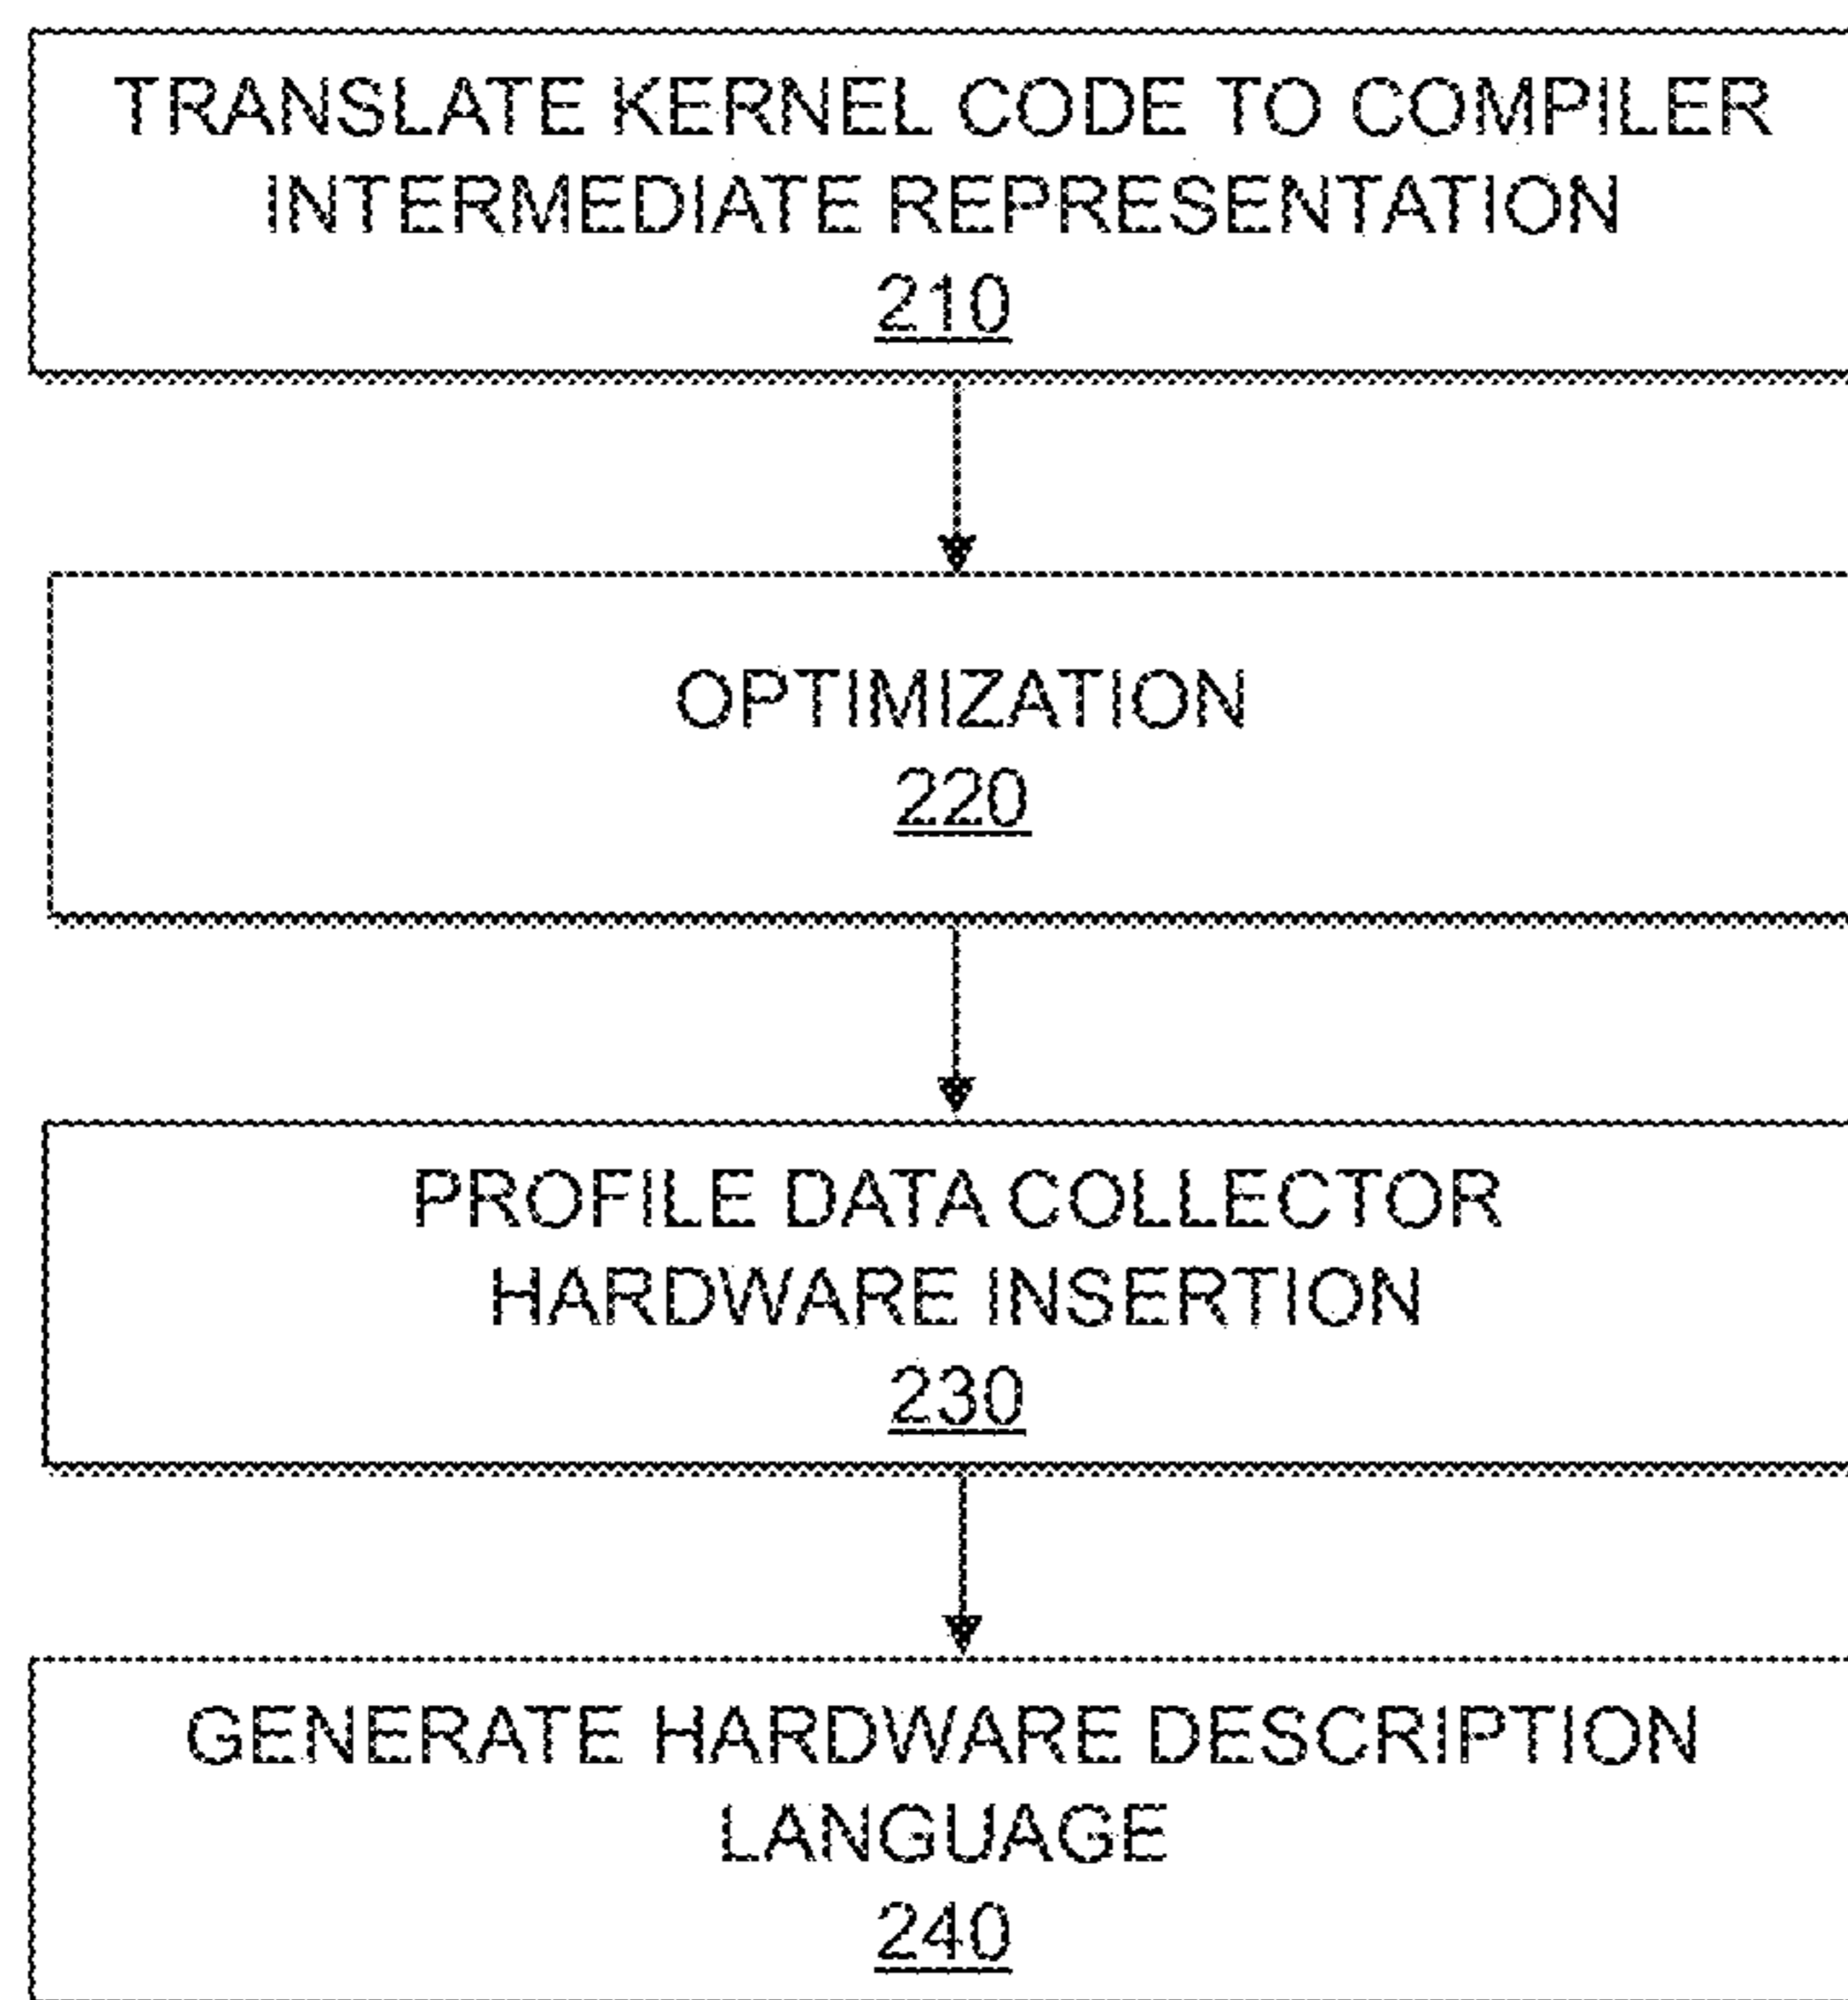 TRANSLATE KERNEL CODE TO COMPILER
INTERMEDIATE REPRESENTATION
210
OPTIMIZATION
220
PROFILE DATA COLLECTOR
HARDWARE INSERTION
230
GENERATE HARDWARE DESCRIPTION
LANGUAGE
240